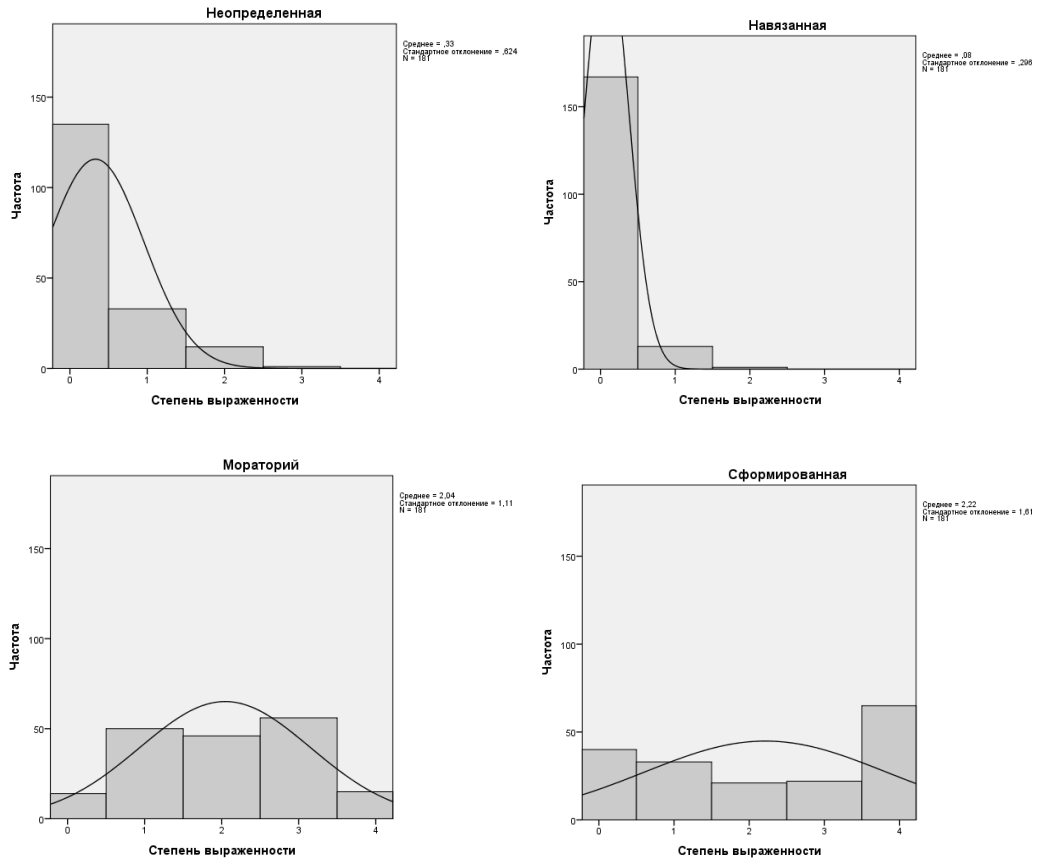 Неопределенная
Среднее = ,33
Стандартное отклонение = ,624
N = 181
Частота
150
100
50
0
0 1 2 3 4
Степень выраженности
Навязанная
Среднее = ,08
Стандартное отклонение = ,296
N = 181
Частота
150
100
50
0
0 1 2 3 4
Степень выраженности
Мораторий
Среднее = 2,04
Стандартное отклонение = 1,11
N = 181
Частота
150
100
50
0
0 1 2 3 4
Степень выраженности
Сформированная
Среднее = 2,22
Стандартное отклонение = 1,61
N = 181
Частота
150
100
50
0
0 1 2 3 4
Степень выраженности